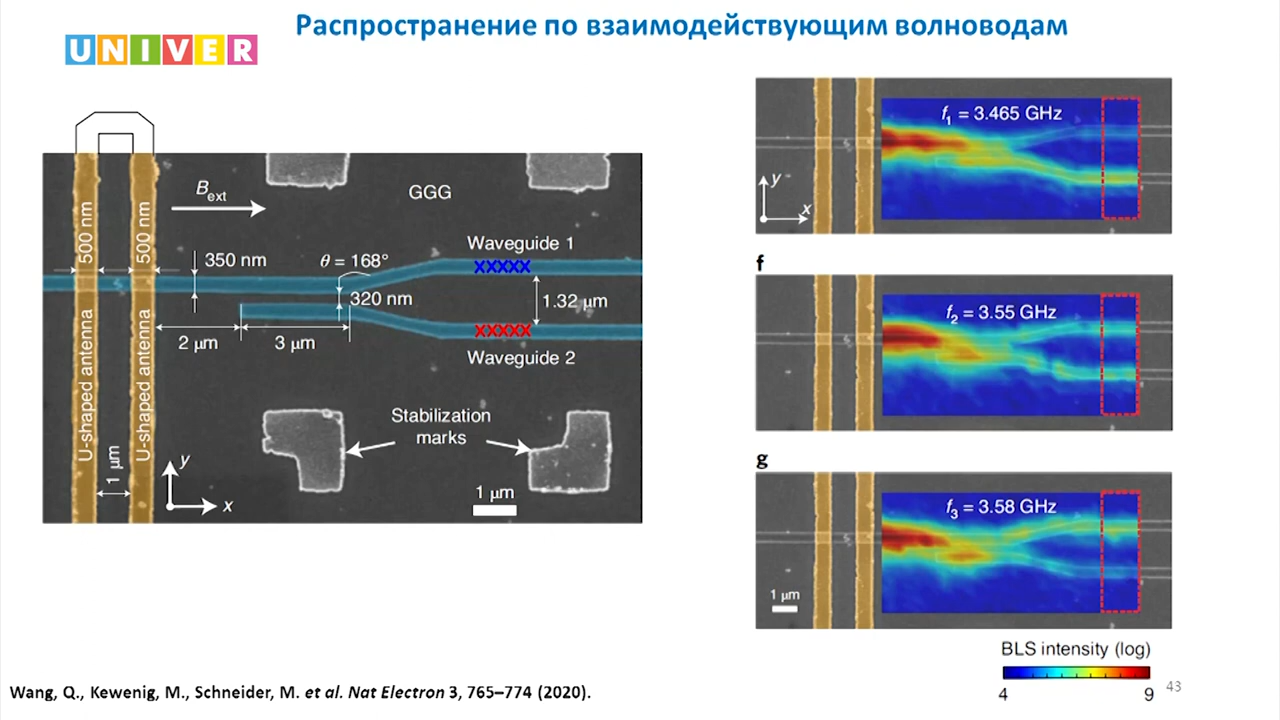 Распространение по взаимодействующим волноводам
UNIVER
B ext
GGG
500 nm
500 nm
350 nm
θ = 168°
Waveguide 1
XXXXX
320 nm
1.32 μm
2 μm
3 μm
XXXXX
Waveguide 2
U-shaped antenna
U-shaped antenna
Stabilization
marks
1 μm
y
x
1 μm
f1 = 3.465 GHz
y
x
f
f2 = 3.55 GHz
g
f3 = 3.58 GHz
1 μm
BLS intensity (log)
4 9
43
Wang, Q., Kewenig, M., Schneider, M. et al. Nat Electron 3, 765–774 (2020).